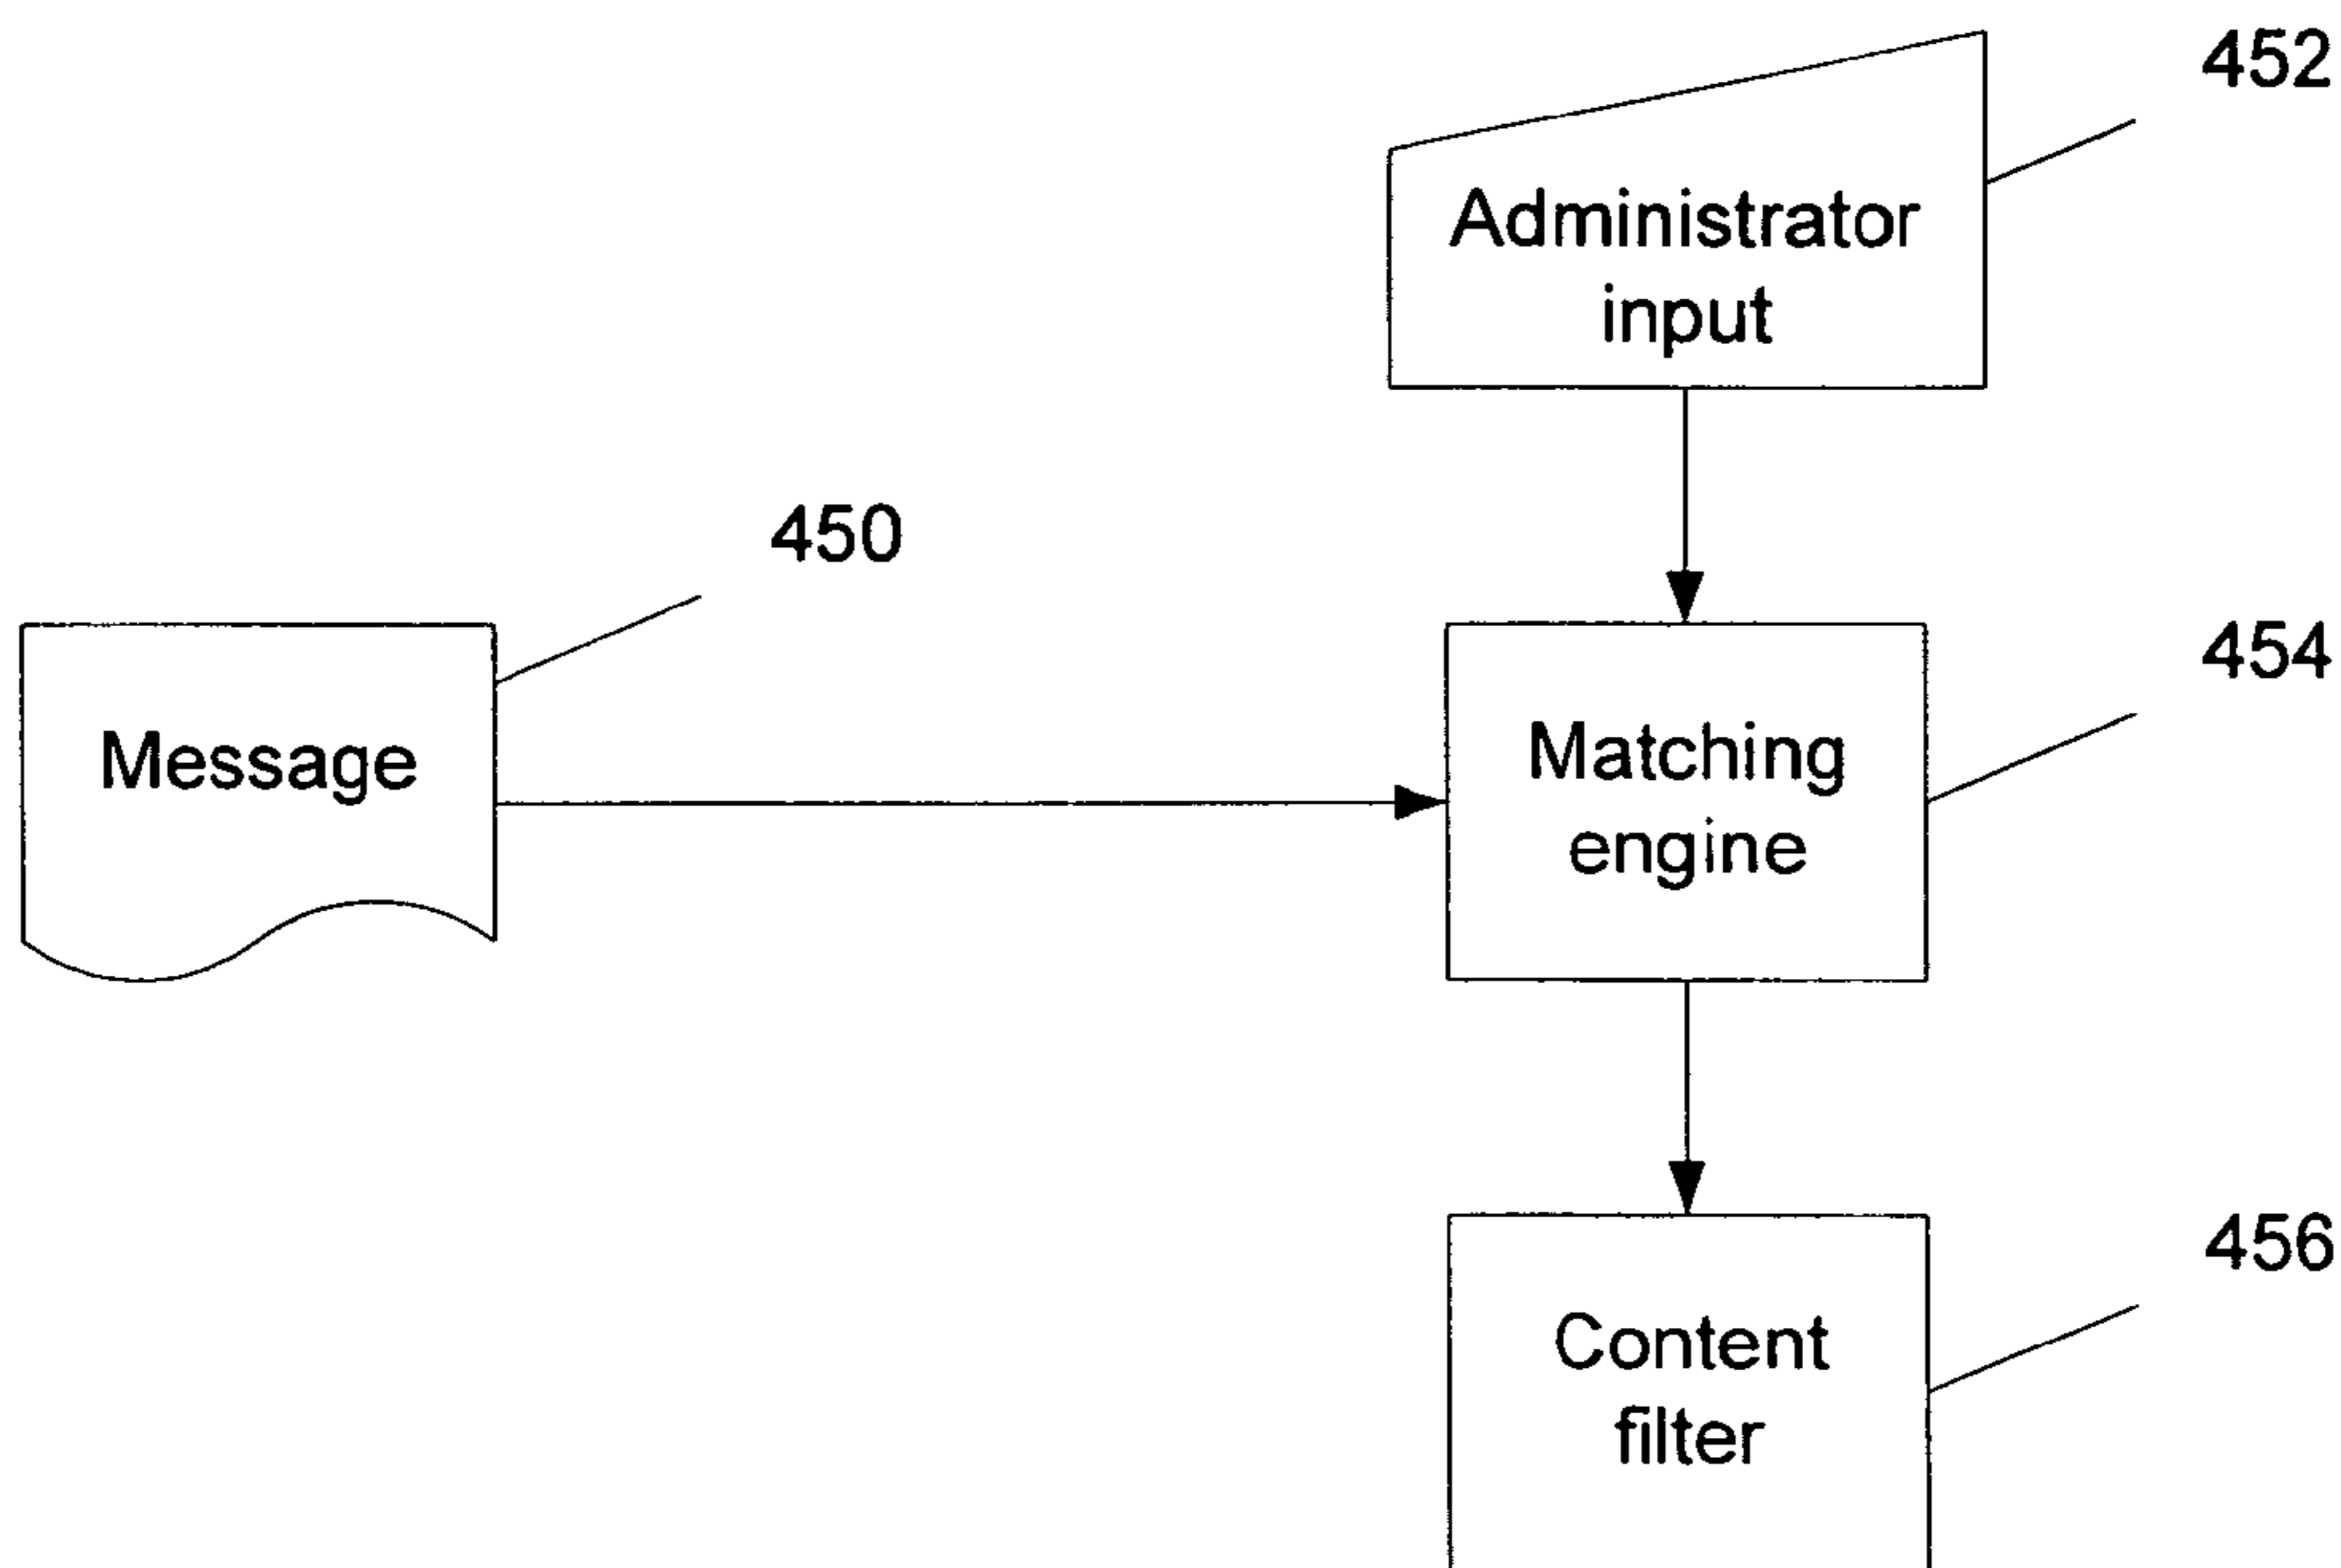 452
Administrator
input
450
454
Message
Matching
engine
456
Content
filter